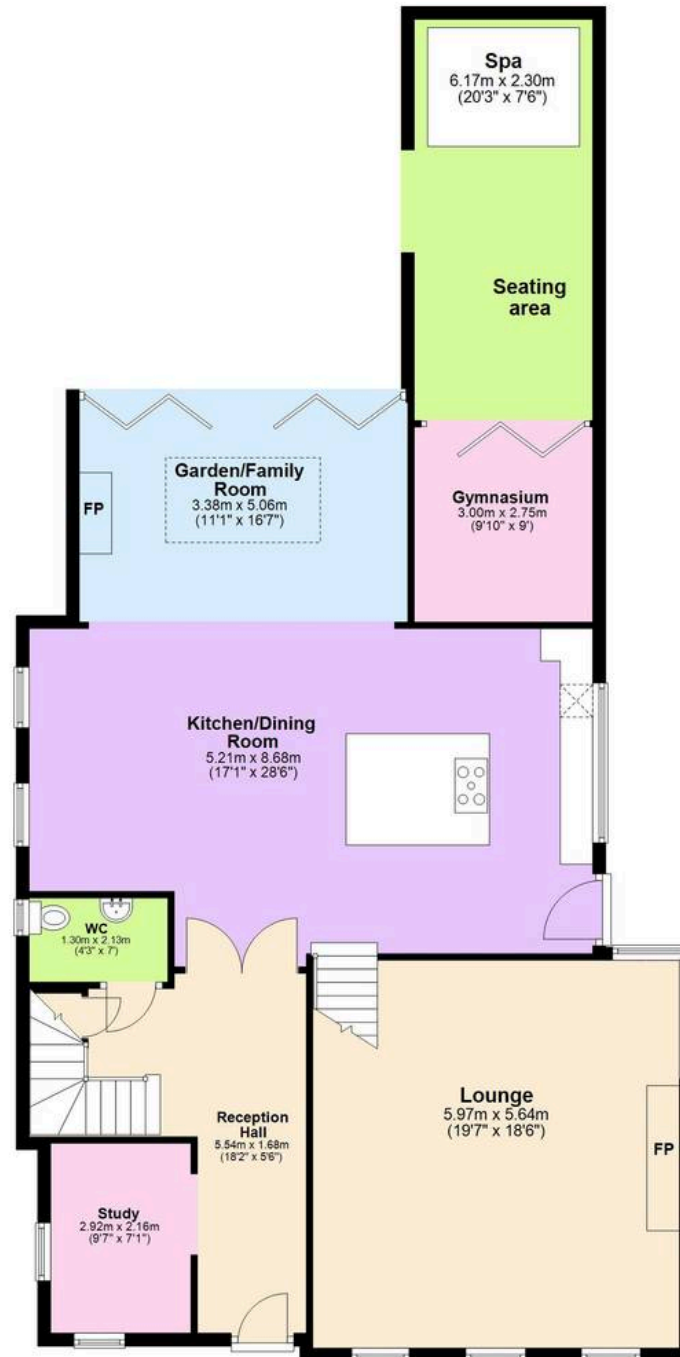 Spa
6.17m x 2.30m
(20'3" x 7'6")
Seating
area
Garden/Family
Room
3.38m x 5.06m
(11'1" x 16'7")
FP
Gymnasium
3.00m x 2.75m
(9'10" x 9')
Kitchen/Dining
Room
5.21m x 8.68m
(17'1" x 28'6")
WC
1.30m x 2.13m
(4'3" x 7')
Reception
Hall
5.54m x 1.68m
(18'2" x 5'6")
Lounge
5.97m x 5.64m
(19'7" x 18'6")
FP
Study
2.92m x 2.16m
(9'7" x 7'1")